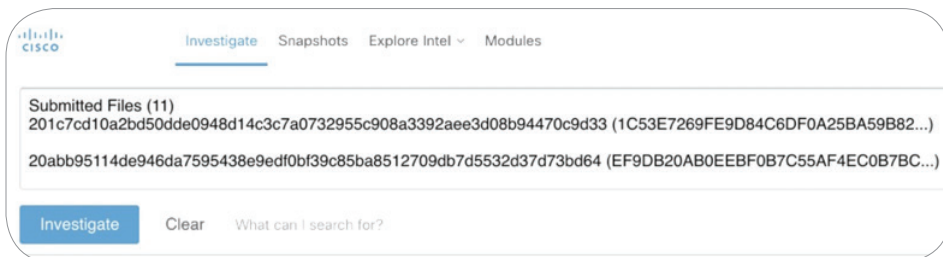 CISCO
Investigate Snapshots Explore Intel Modules
Submitted Files (11)
201c7cd10a2bd50dde0948d14c3c7a0732955c908a3392aee3d08b94470c9d33 (1C53E7269FE9D84C6DF0A25BA59B82...)
20abb95114de946da7595438e9edf0bf39c85ba8512709db7d5532d37d73bd64 (EF9DB20AB0EEBF0B7C55AF4EC0B7BC...)
Investigate Clear What can I search for?